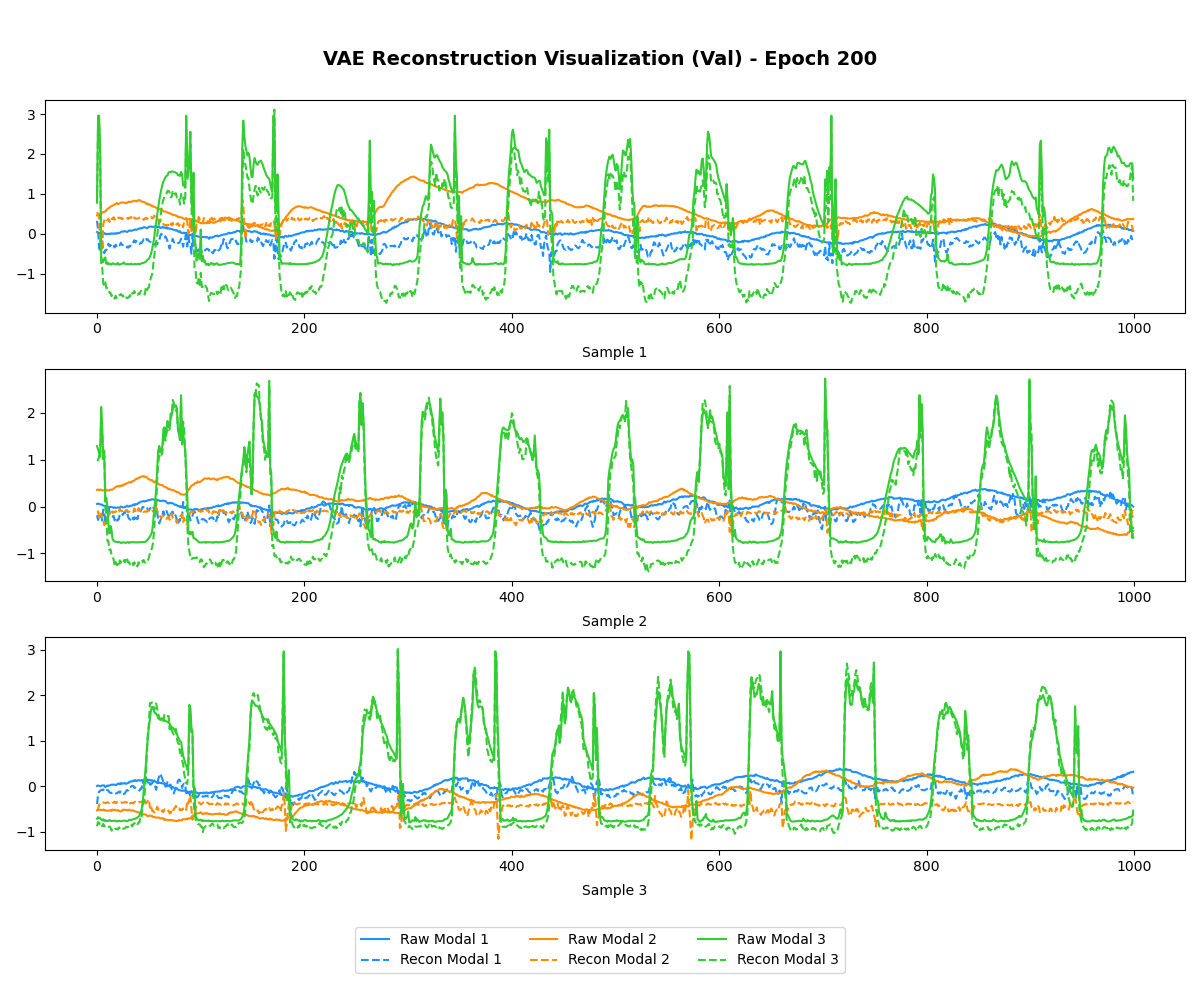 VAE Reconstruction Visualization (Val) - Epoch 200
3
2
1
0
−1
0 200 400 600 800 1000
Sample 1
2
1
0
−1
0 200 400 600 800 1000
Sample 2
3
2
1
0
−1
0 200 400 600 800 1000
Sample 3
Raw Modal 1 Raw Modal 2 Raw Modal 3
Recon Modal 1 Recon Modal 2 Recon Modal 3